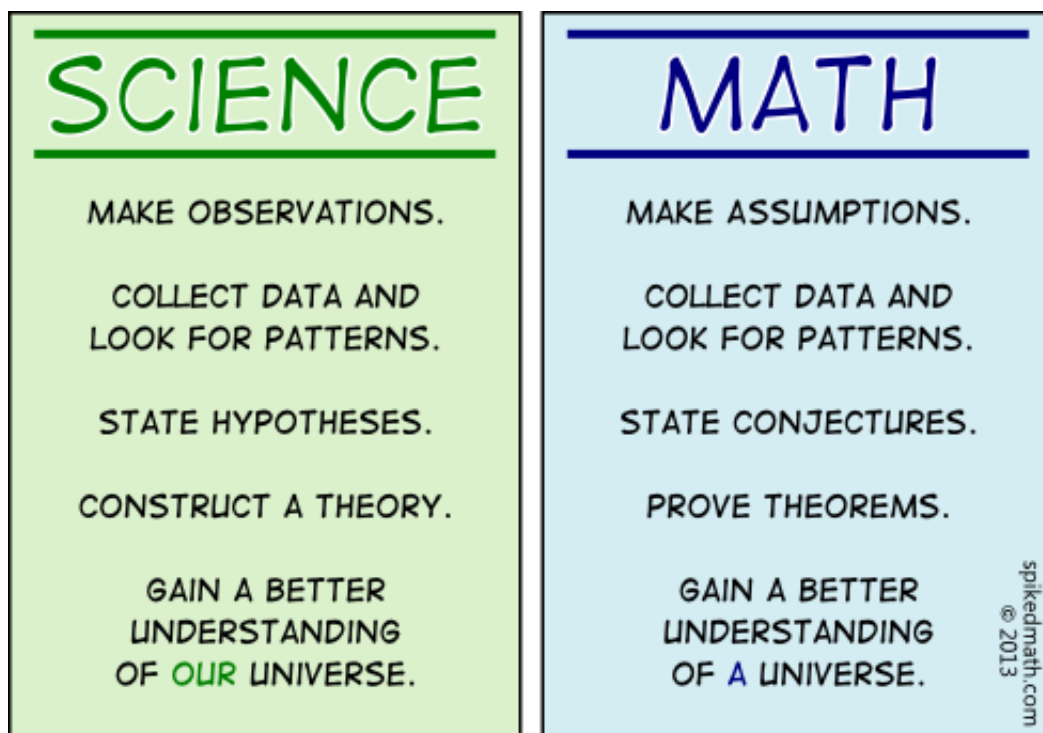 SCIENCE
MAKE OBSERVATIONS.
COLLECT DATA AND
LOOK FOR PATTERNS.
STATE HYPOTHESES.
CONSTRUCT A THEORY.
GAIN A BETTER
UNDERSTANDING
OF OUR UNIVERSE.
MATH
MAKE ASSUMPTIONS.
COLLECT DATA AND
LOOK FOR PATTERNS.
STATE CONJECTURES.
PROVE THEOREMS.
GAIN A BETTER
UNDERSTANDING
OF A UNIVERSE.
spikedmath.com
© 2013